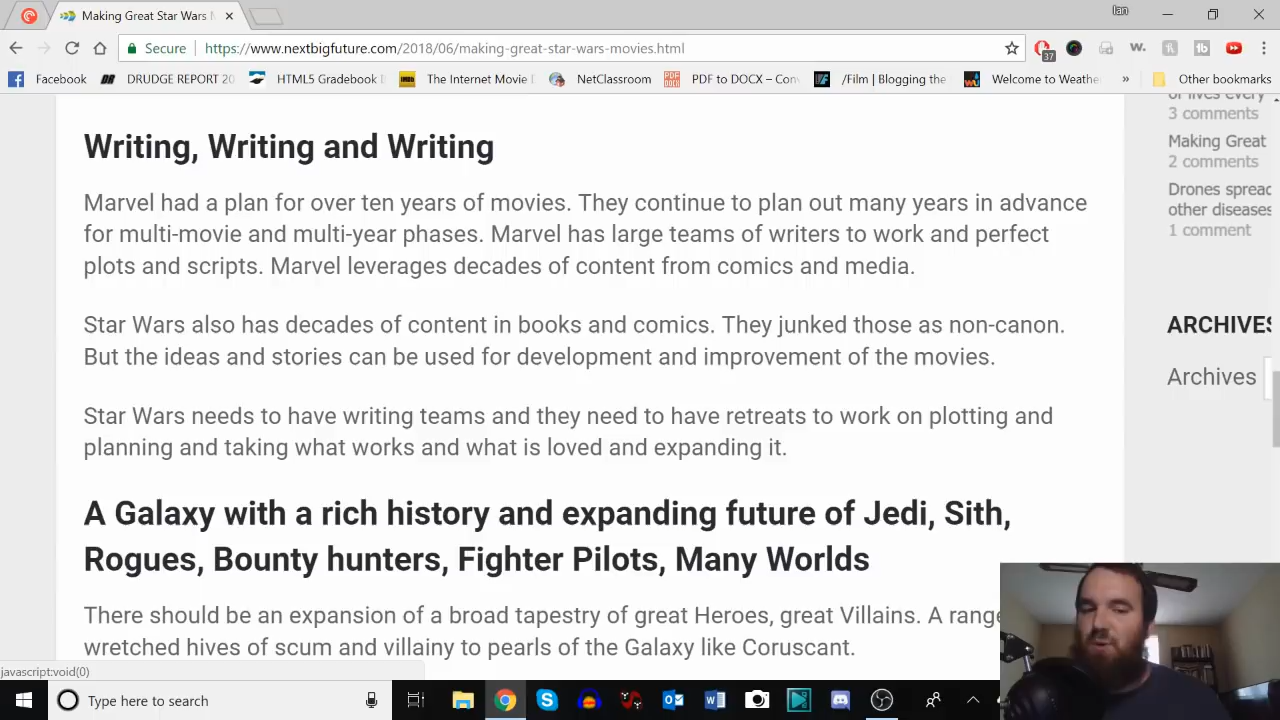 Making Great Star Wars
Ian
Secure
https://www.nextbigfuture.com/2018/06/making-great-star-wars-movies.html
37
W.
Facebook
DRUDGE REPORT 20
HTML5 Gradebook
The Internet Movie
NetClassroom
PDF to DOCX – Con
/Film | Blogging the
Welcome to Weathe
»
Other bookmarks
of lives every
3 comments
Making Great
2 comments
Drones spread
other diseases
1 comment
ARCHIVES
Archives
Writing, Writing and Writing
Marvel had a plan for over ten years of movies. They continue to plan out many years in advance
for multi-movie and multi-year phases. Marvel has large teams of writers to work and perfect
plots and scripts. Marvel leverages decades of content from comics and media.
Star Wars also has decades of content in books and comics. They junked those as non-canon.
But the ideas and stories can be used for development and improvement of the movies.
Star Wars needs to have writing teams and they need to have retreats to work on plotting and
planning and taking what works and what is loved and expanding it.
A Galaxy with a rich history and expanding future of Jedi, Sith,
Rogues, Bounty hunters, Fighter Pilots, Many Worlds
There should be an expansion of a broad tapestry of great Heroes, great Villains. A range
wretched hives of scum and villainy to pearls of the Galaxy like Coruscant.
javascript:void(0)
Type here to search